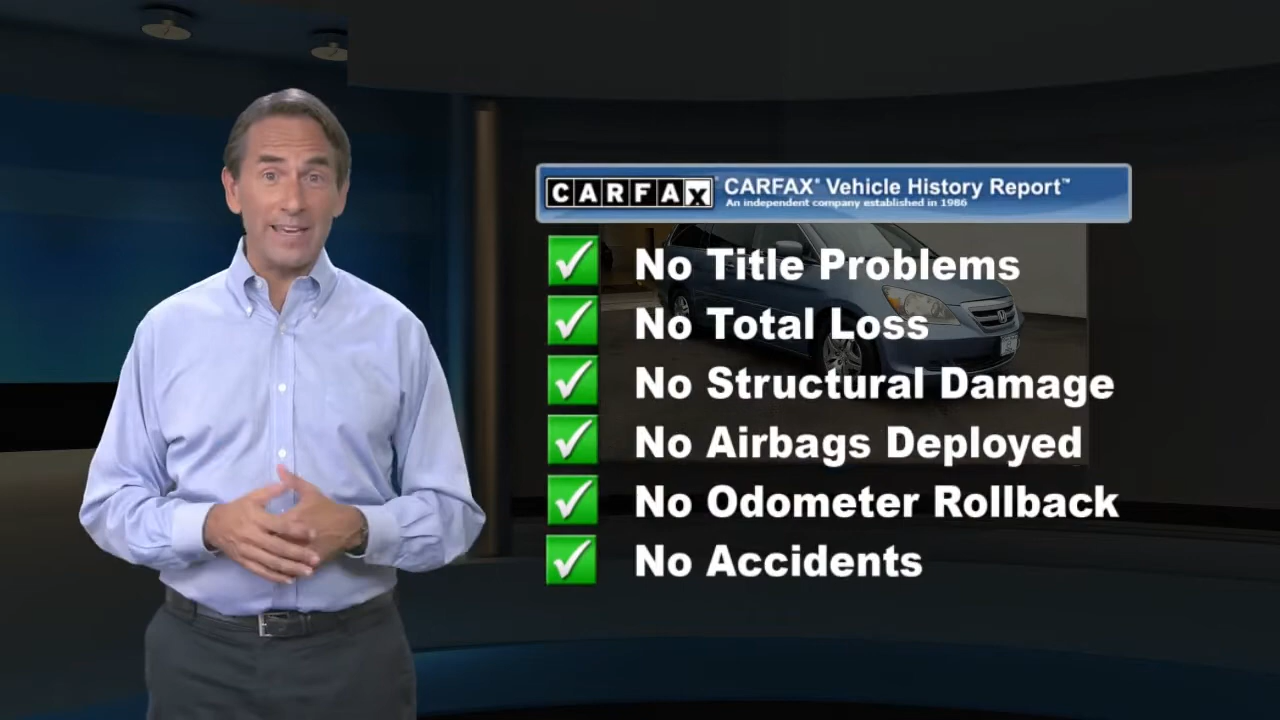 CARFAX® CARFAX® Vehicle History Report™
An independent company established in 1986
No Title Problems
No Total Loss
No Structural Damage
No Airbags Deployed
No Odometer Rollback
No Accidents